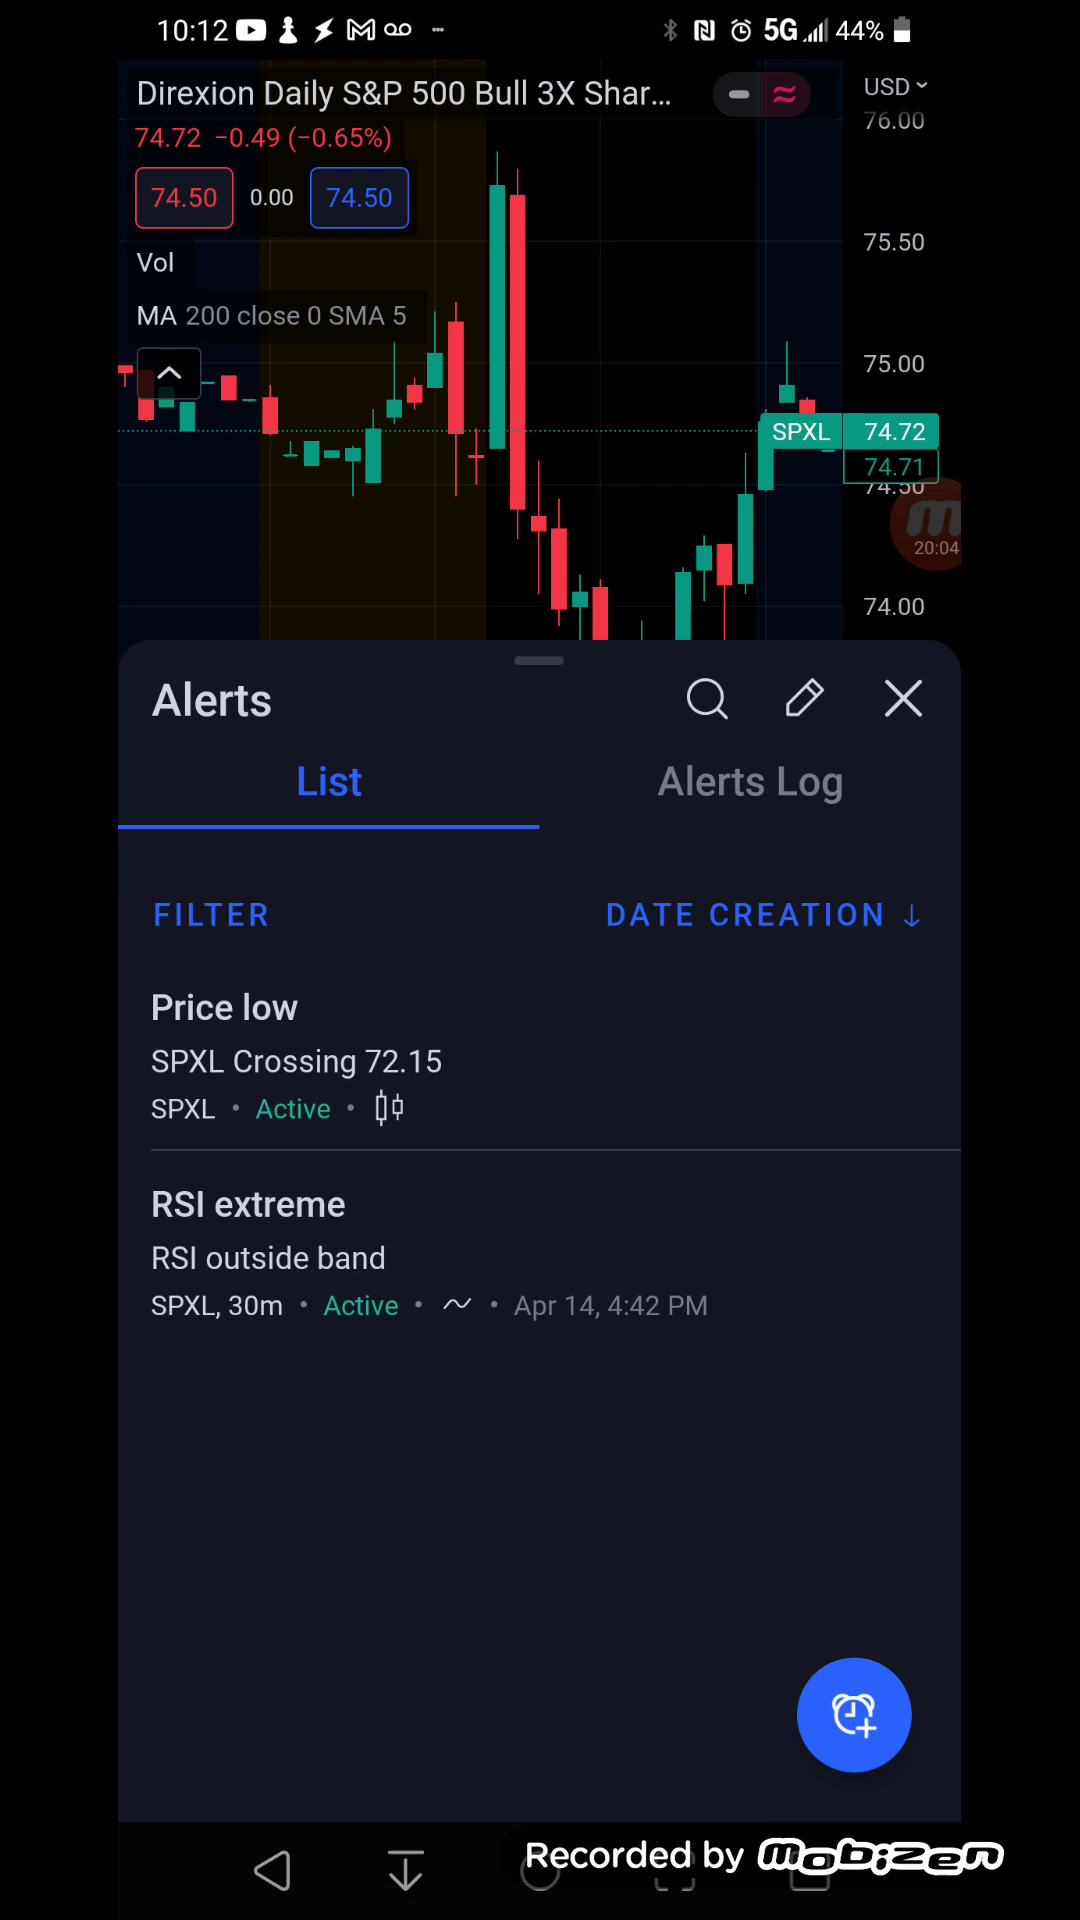 10:12 5G 44%
Direxion Daily S&P 500 Bull 3X Shar...
USD
76.00
74.72 −0.49 (−0.65%)
74.50 0.00 74.50
75.50
Vol
MA 200 close 0 SMA 5
75.00
SPXL 74.72
74.71
74.50
20:04
74.00
Alerts
List Alerts Log
FILTER DATE CREATION ↓
Price low
SPXL Crossing 72.15
SPXL • Active •
RSI extreme
RSI outside band
SPXL, 30m • Active • • Apr 14, 4:42 PM
Recorded by mobizen